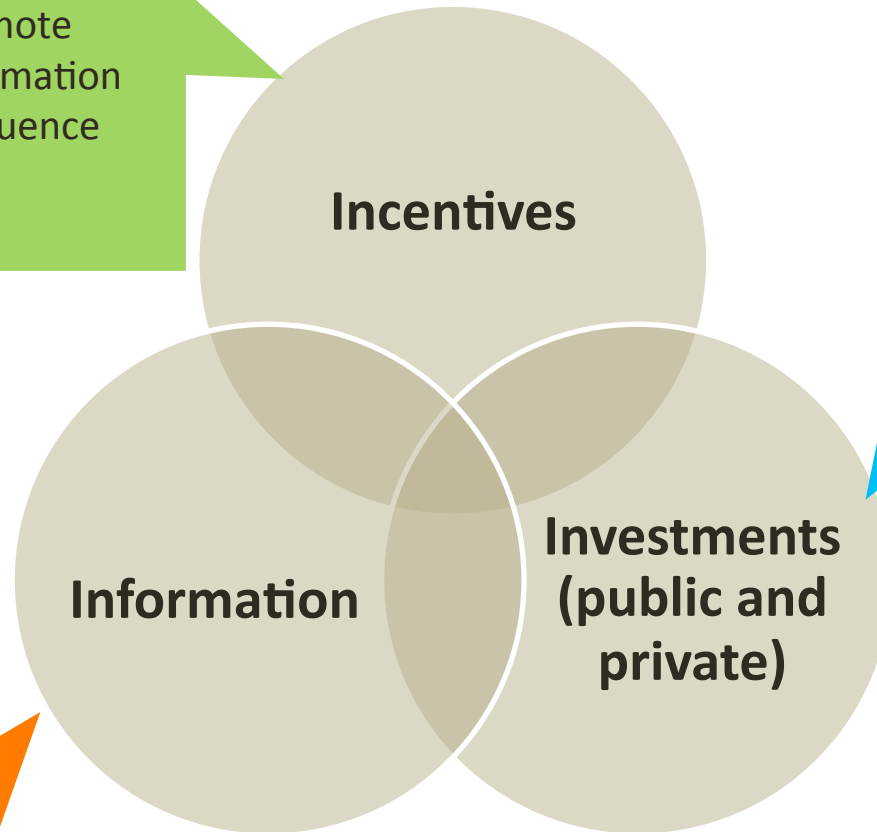 note
mation
uence
Incentives
Information
Investments
(public and
private)